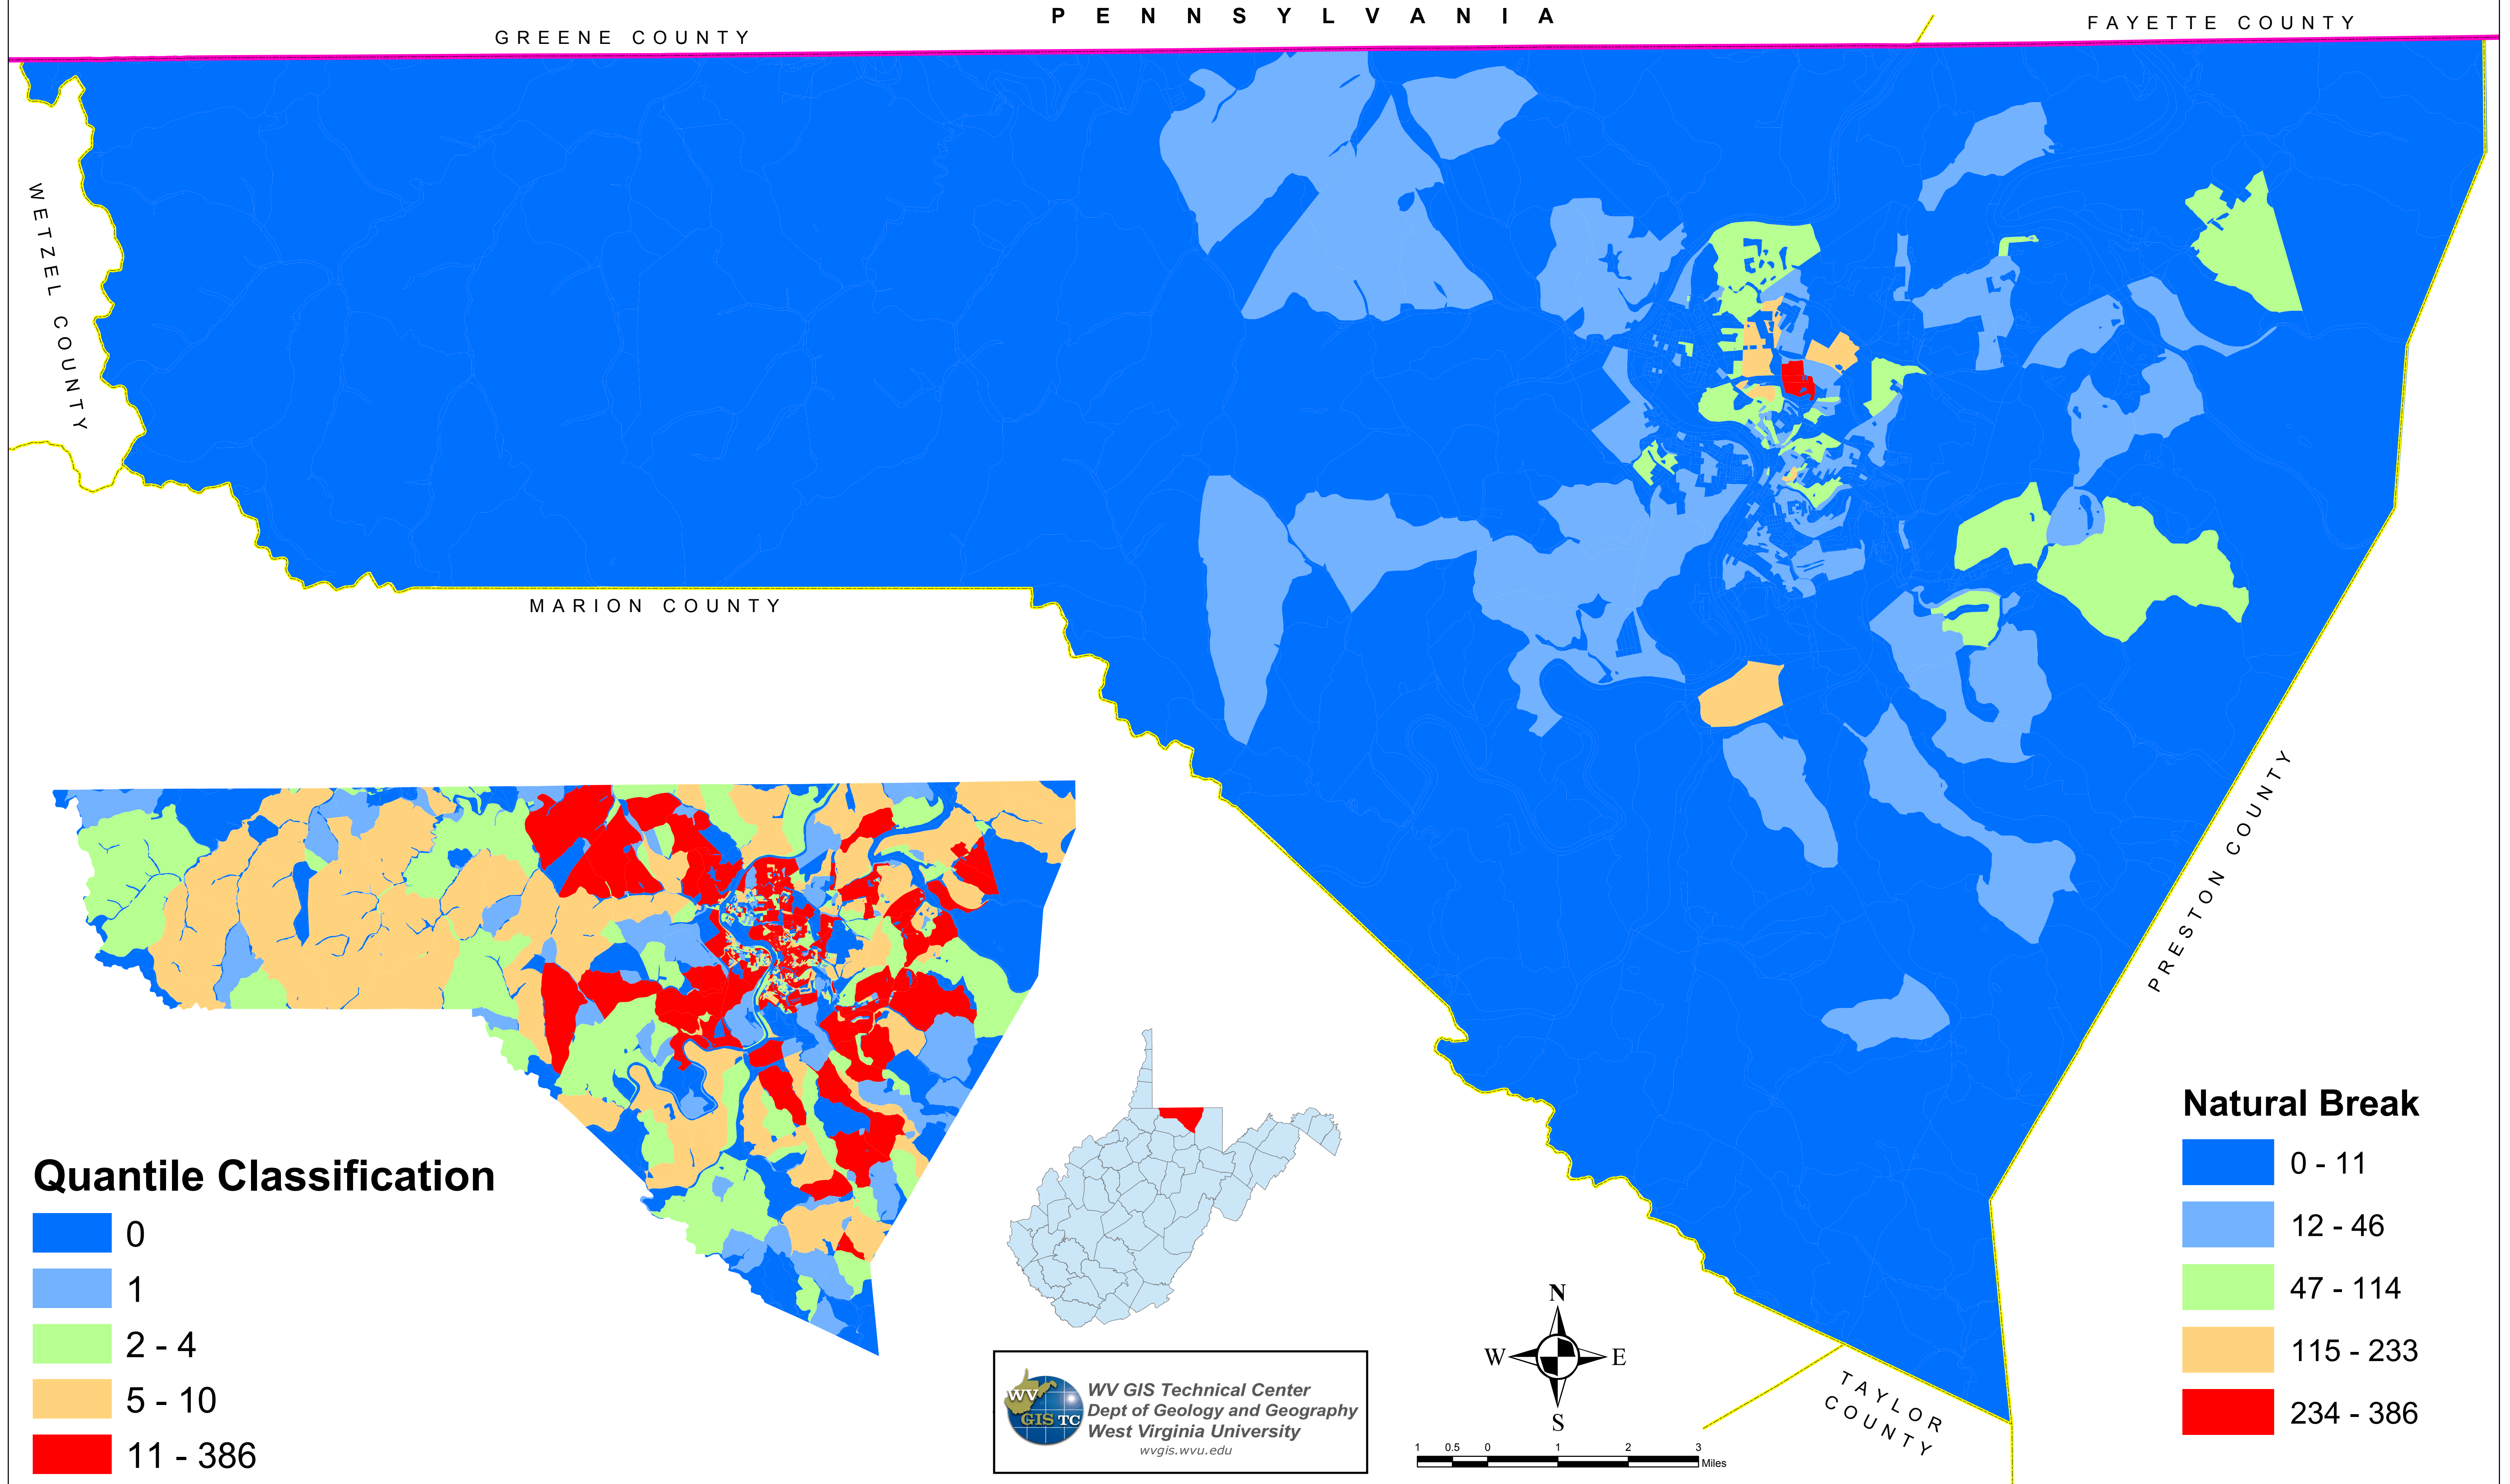 PENNSYLVANIA
GREENE COUNTY
FAYETTE COUNTY
WETZEL COUNTY
MARION COUNTY
PRESTON COUNTY
Quantile Classification
0
1
2 - 4
5 - 10
11 - 386
WV
GIS TC
WV GIS Technical Center
Dept of Geology and Geography
West Virginia University
wvgis.wvu.edu
N
W E
S
1 0.5 0 1 2 3
Miles
TAYLOR
COUNTY
Natural Break
0 - 11
12 - 46
47 - 114
115 - 233
234 - 386